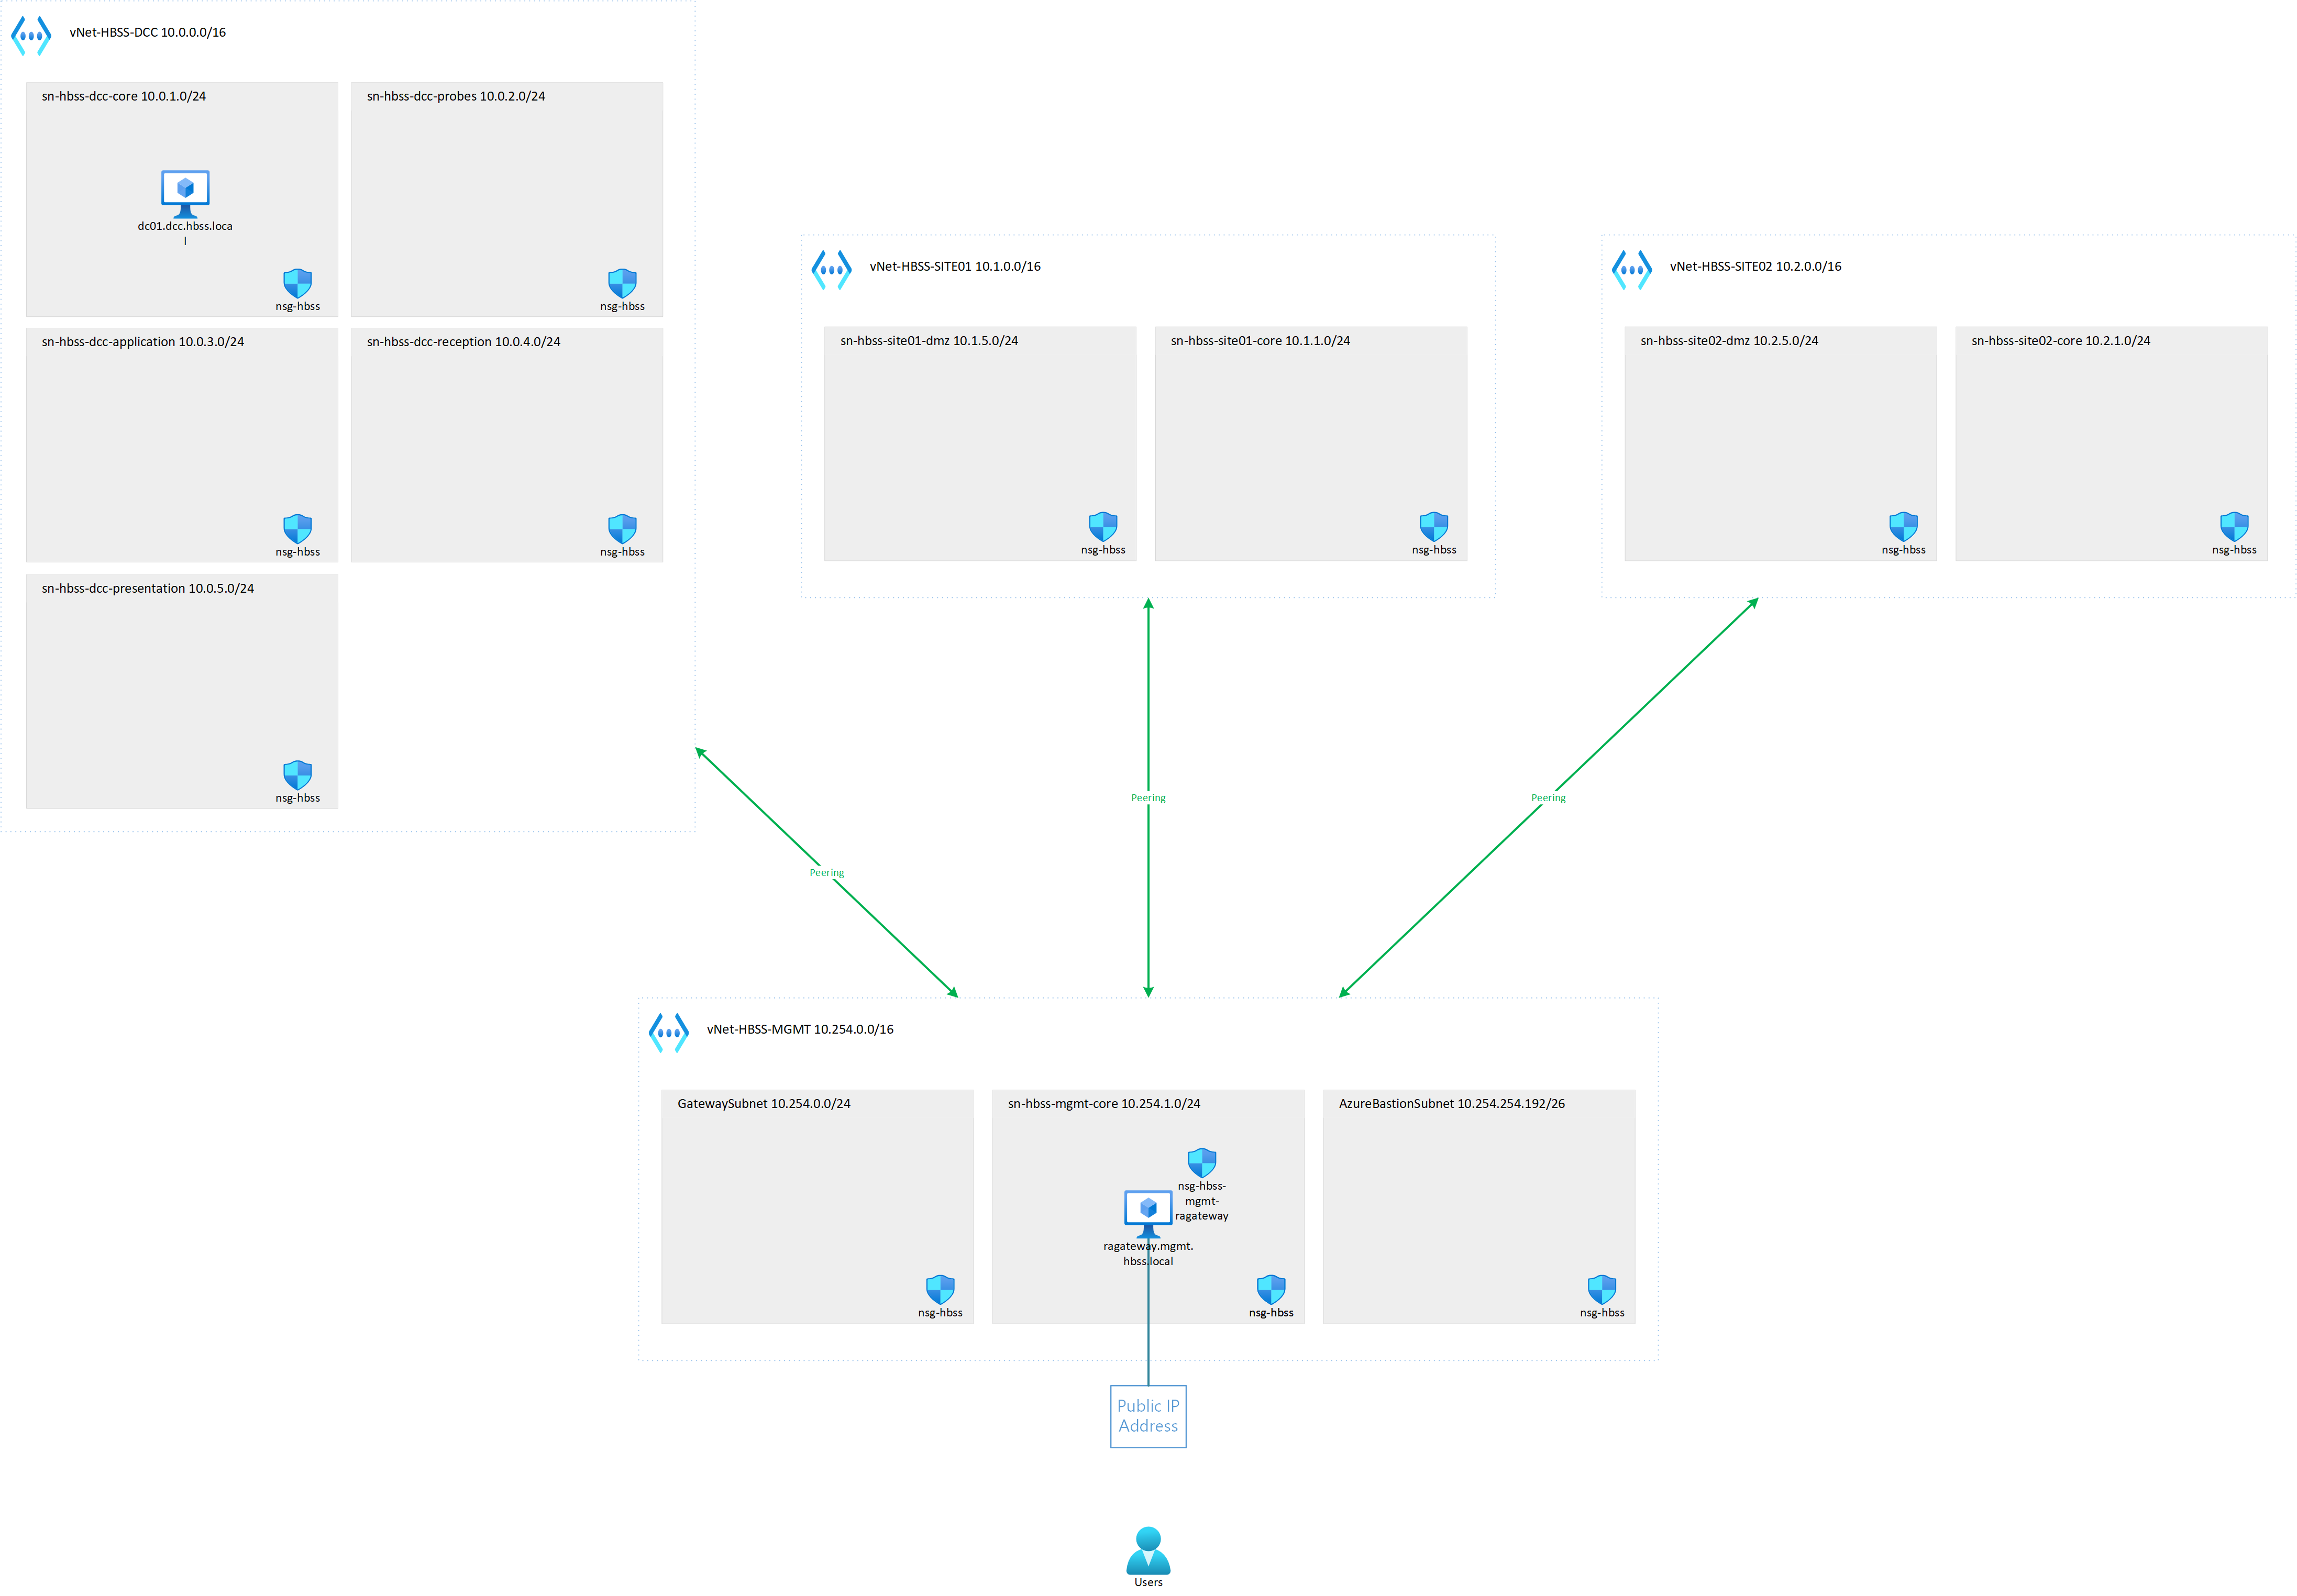 vNet-HBSS-DCC 10.0.0.0/16
sn-hbss-dcc-core 10.0.1.0/24
dc01.dcc.hbss.loca
l
nsg-hbss
sn-hbss-dcc-probes 10.0.2.0/24
nsg-hbss
sn-hbss-dcc-application 10.0.3.0/24
nsg-hbss
sn-hbss-dcc-reception 10.0.4.0/24
nsg-hbss
sn-hbss-dcc-presentation 10.0.5.0/24
nsg-hbss
vNet-HBSS-SITE01 10.1.0.0/16
sn-hbss-site01-dmz 10.1.5.0/24
nsg-hbss
sn-hbss-site01-core 10.1.1.0/24
nsg-hbss
vNet-HBSS-SITE02 10.2.0.0/16
sn-hbss-site02-dmz 10.2.5.0/24
nsg-hbss
sn-hbss-site02-core 10.2.1.0/24
nsg-hbss
Peering
Peering
Peering
vNet-HBSS-MGMT 10.254.0.0/16
GatewaySubnet 10.254.0.0/24
nsg-hbss
sn-hbss-mgmt-core 10.254.1.0/24
nsg-hbss-
mgmt-
ragateway
ragateway.mgmt.
hbss.local
nsg-hbss
AzureBastionSubnet 10.254.254.192/26
nsg-hbss
Public IP
Address
Users